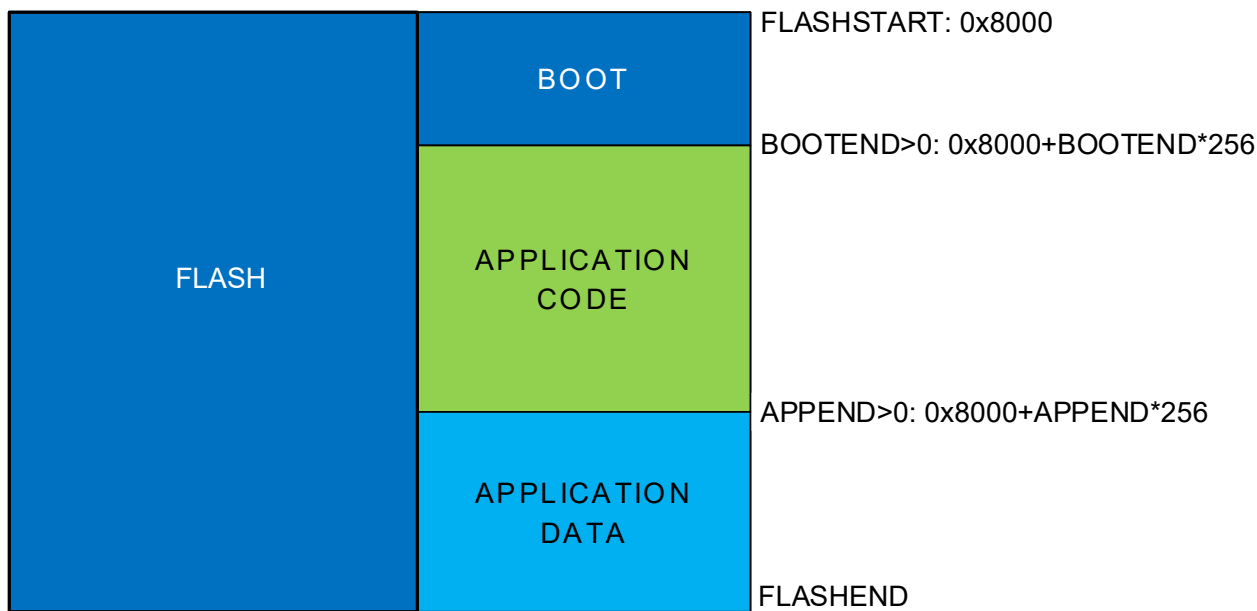 FLASHSTART: 0x8000
BOOT
BOOTEND>0: 0x8000+BOOTEND*256
FLASH
APPLICATION
CODE
APPEND>0: 0x8000+APPEND*256
APPLICATION
DATA
FLASHEND